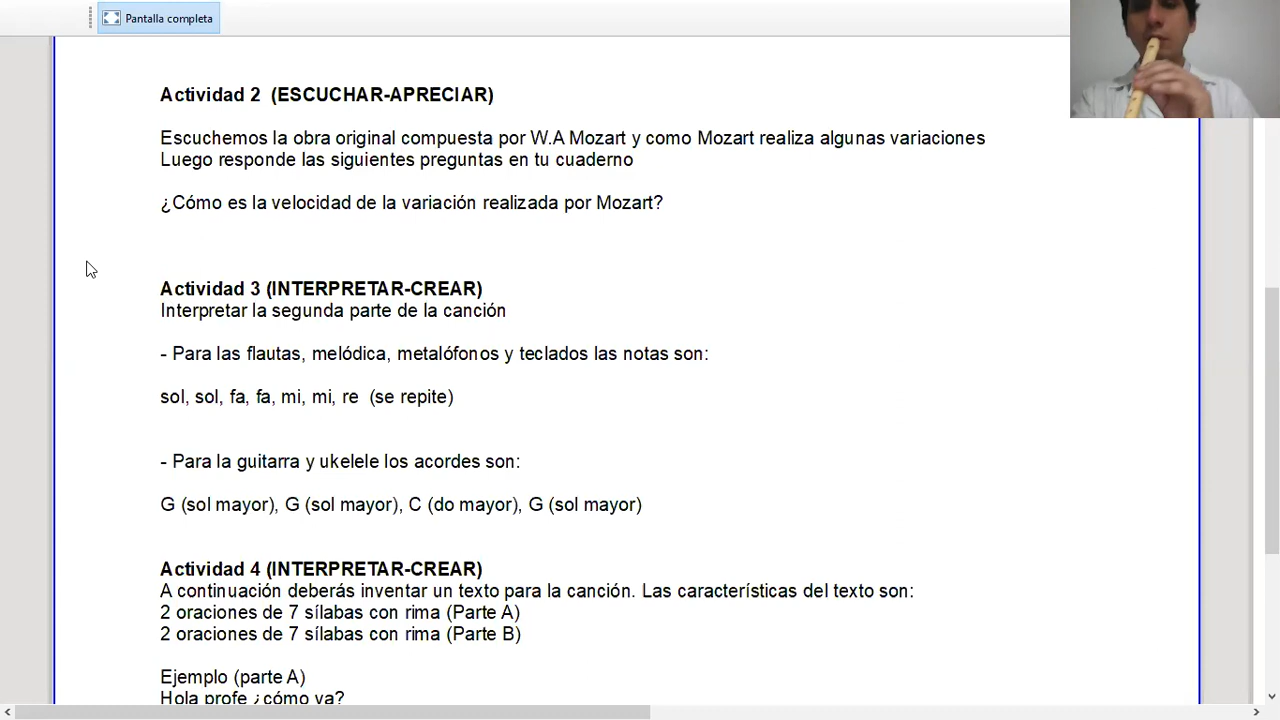 Pantalla completa
Actividad 2  (ESCUCHAR-APRECIAR)
Escuchemos la obra original compuesta por W.A Mozart y como Mozart realiza algunas variaciones
Luego responde las siguientes preguntas en tu cuaderno
¿Cómo es la velocidad de la variación realizada por Mozart?
Actividad 3 (INTERPRETAR-CREAR)
Interpretar la segunda parte de la canción
- Para las flautas, melódica, metalófonos y teclados las notas son:
sol, sol, fa, fa, mi, mi, re  (se repite)
- Para la guitarra y ukelele los acordes son:
G (sol mayor), G (sol mayor), C (do mayor), G (sol mayor)
Actividad 4 (INTERPRETAR-CREAR)
A continuación deberás inventar un texto para la canción. Las características del texto son:
2 oraciones de 7 sílabas con rima (Parte A)
2 oraciones de 7 sílabas con rima (Parte B)
Ejemplo (parte A)
Hola profe ¿cómo va?